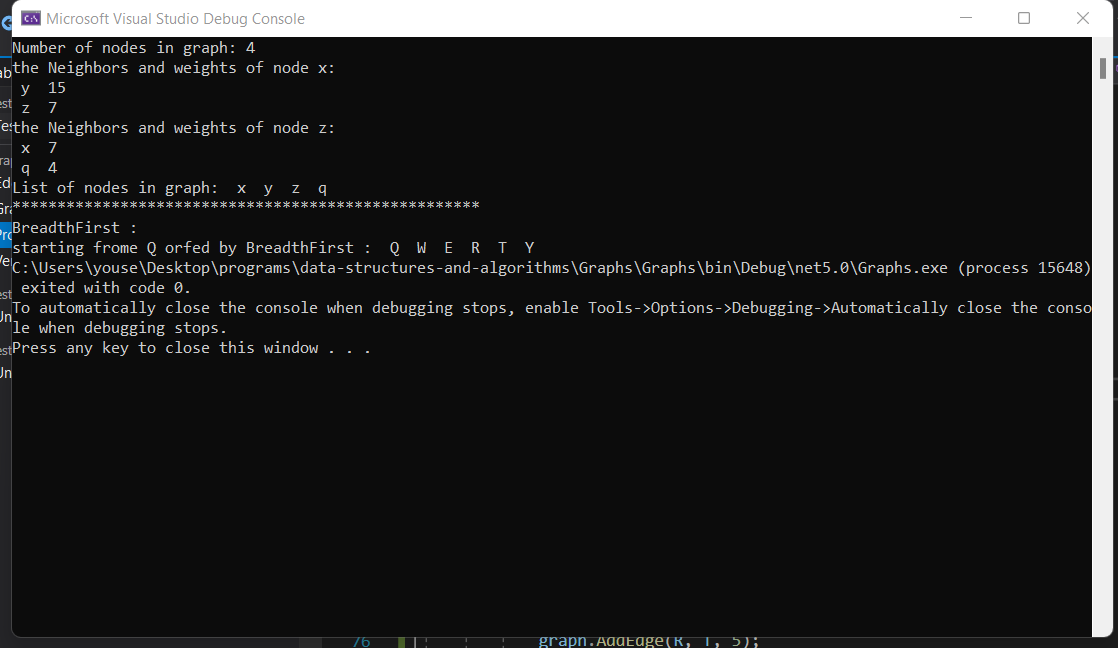 Microsoft Visual Studio Debug Console
Number of nodes in graph: 4
the Neighbors and weights of node x:
y 15
z 7
the Neighbors and weights of node z:
x 7
q 4
List of nodes in graph: x y z q
****************************************************
BreadthFirst :
starting frome Q orfed by BreadthFirst : Q W E R T Y
C:\Users\youse\Desktop\programs\data-structures-and-algorithms\Graphs\Graphs\bin\Debug\net5.0\Graphs.exe (process 15648)
exited with code 0.
To automatically close the console when debugging stops, enable Tools->Options->Debugging->Automatically close the conso
le when debugging stops.
Press any key to close this window . . .
76 graph.AddEdge(R, T, 5);